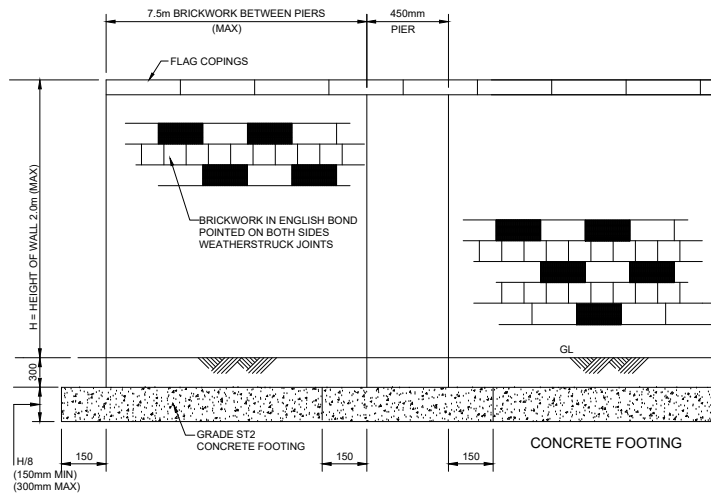 7.5m BRICKWORK BETWEEN PIERS
(MAX)
450mm
PIER
FLAG COPINGS
H = HEIGHT OF WALL 2.0m (MAX)
BRICKWORK IN ENGLISH BOND
POINTED ON BOTH SIDES
WEATHERSTRUCK JOINTS
GL
300
GRADE ST2
CONCRETE FOOTING
CONCRETE FOOTING
H/8
(150mm MIN)
(300mm MAX)
150
150
150